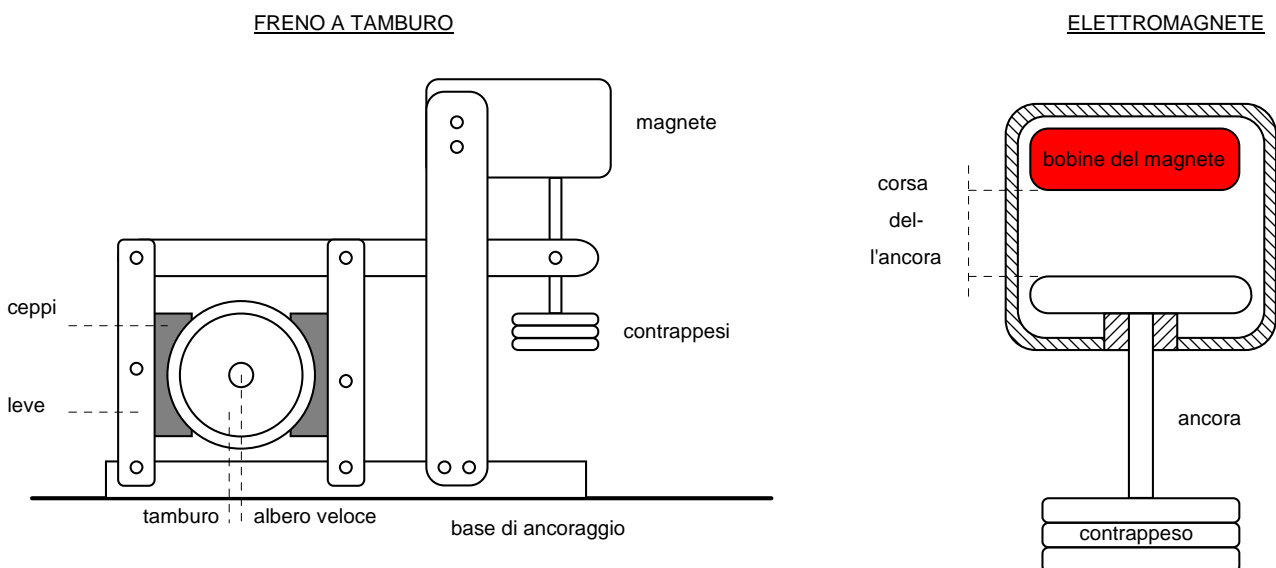 FRENO A TAMBURO
ELETTROMAGNETE
magnete
bobine del magnete
corsa
del-
l'ancora
ceppi
contrappesi
leve
ancora
tamburo
albero veloce
base di ancoraggio
contrappeso